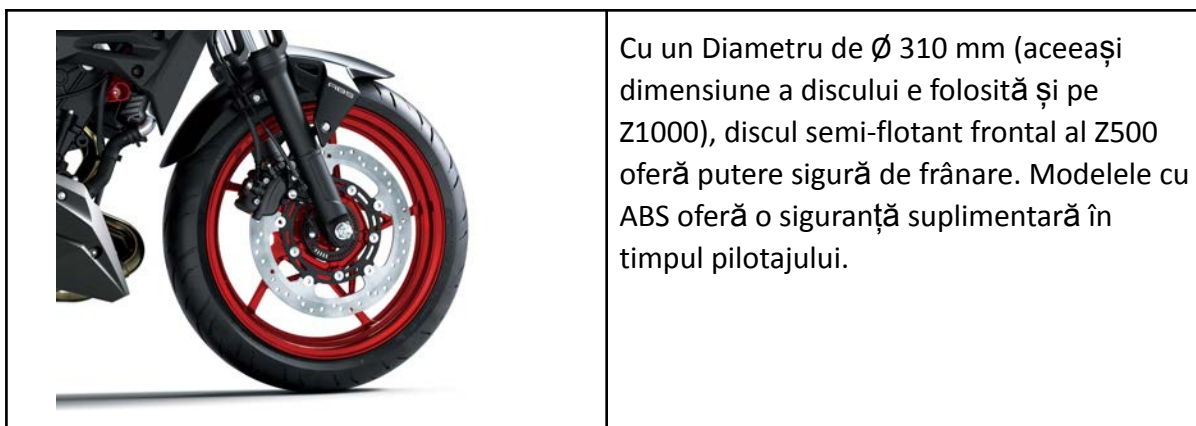 ABS
Cu un Diametru de Ø 310 mm (aceeași
dimensiune a discului e folosită și pe
Z1000), discul semi-flotant frontal al Z500
oferă putere sigură de frânare. Modelele cu
ABS oferă o siguranță suplimentară în
timpul pilotajului.